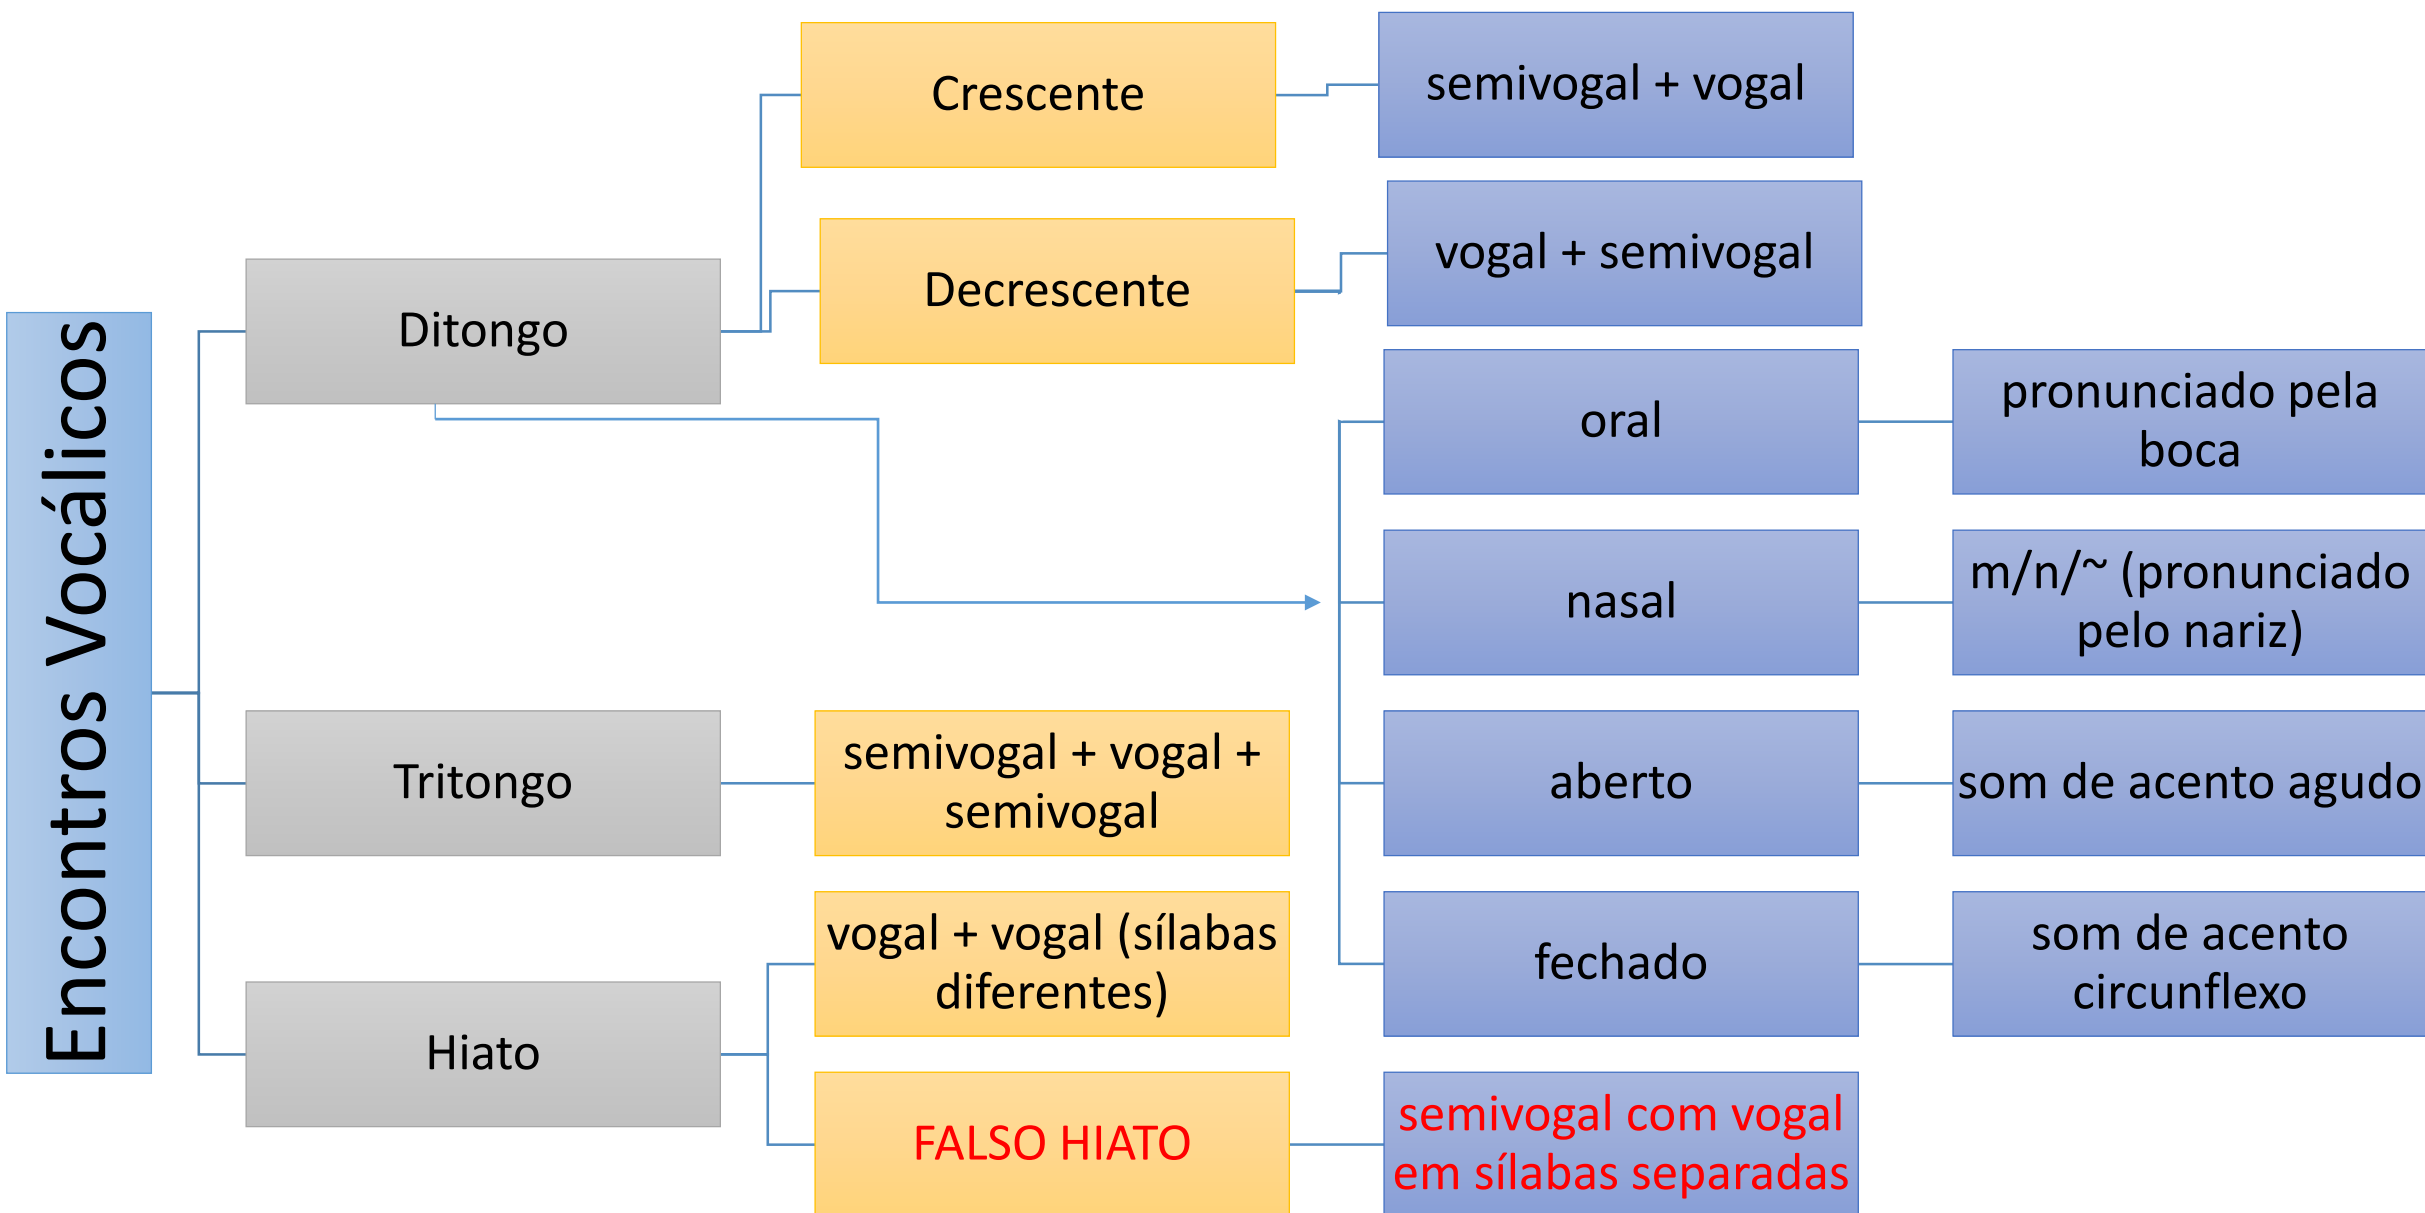 Encontros Vocálicos
Ditongo
Crescente
semivogal + vogal
Decrescente
vogal + semivogal
oral
pronunciado pela
boca
nasal
m/n/~ (pronunciado
pelo nariz)
aberto
som de acento agudo
fechado
som de acento
circunflexo
Tritongo
semivogal + vogal +
semivogal
Hiato
vogal + vogal (sílabas
diferentes)
FALSO HIATO
semivogal com vogal
em sílabas separadas